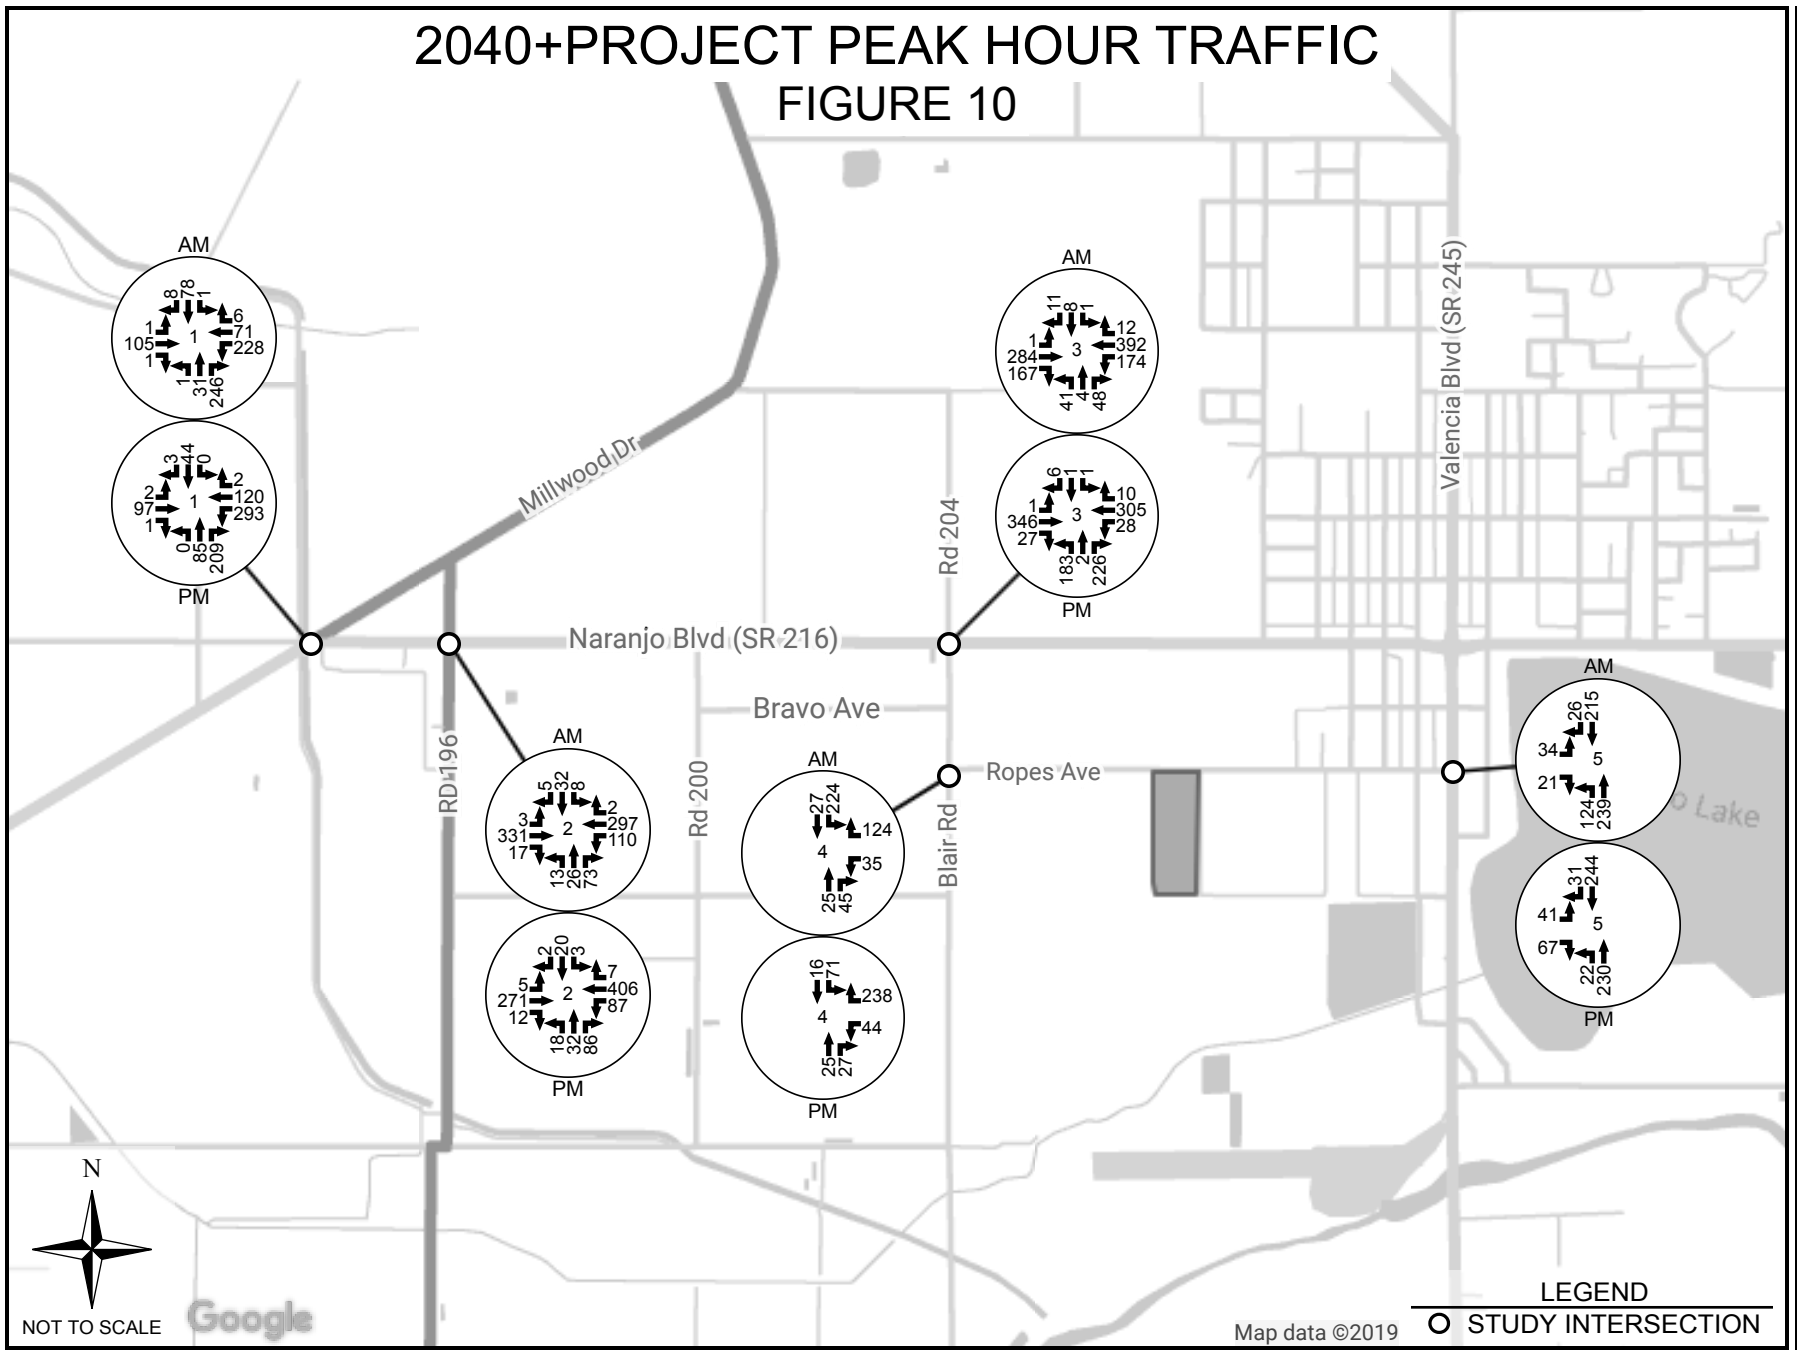 2040+PROJECT PEAK HOUR TRAFFIC
FIGURE 10
AM
8 78 1
1 105 1
1
6 71 228
1 31 246
3 44 0
2 97 1
1
2 120 293
0 85 209
PM
AM
11 8 1
1 284 167
3
12 392 174
41 4 48
6 1 1
1 346 27
3
10 305 28
183 2 226
PM
Millwood Dr
Rd 204
Valencia Blvd (SR 245)
Naranjo Blvd (SR 216)
Bravo Ave
RD 196
Rd 200
Ropes Ave
Blair Rd
o Lake
AM
5 32 8
3 331 17
2
2 297 110
13 26 73
2 20 3
5 271 12
2
7 406 87
18 32 86
PM
AM
27 224
4
124 35
25 45
16 71
4
238 44
25 27
PM
AM
26 215
34 21
5
124 239
31 244
41 67
5
22 230
PM
N
NOT TO SCALE
Google
Map data ©2019
LEGEND
STUDY INTERSECTION